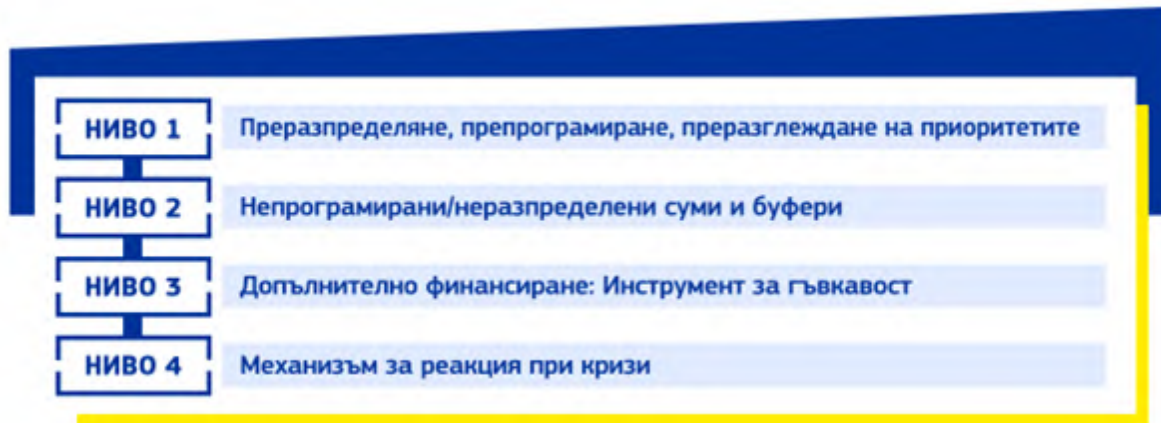 НИВО 1 Преразпределяне, препрограмиране, преразглеждане на приоритетите
НИВО 2 Непрограмирани/неразпределени суми и буфери
НИВО 3 Допълнително финансиране: Инструмент за гъвкавост
НИВО 4 Механизъм за реакция при кризи